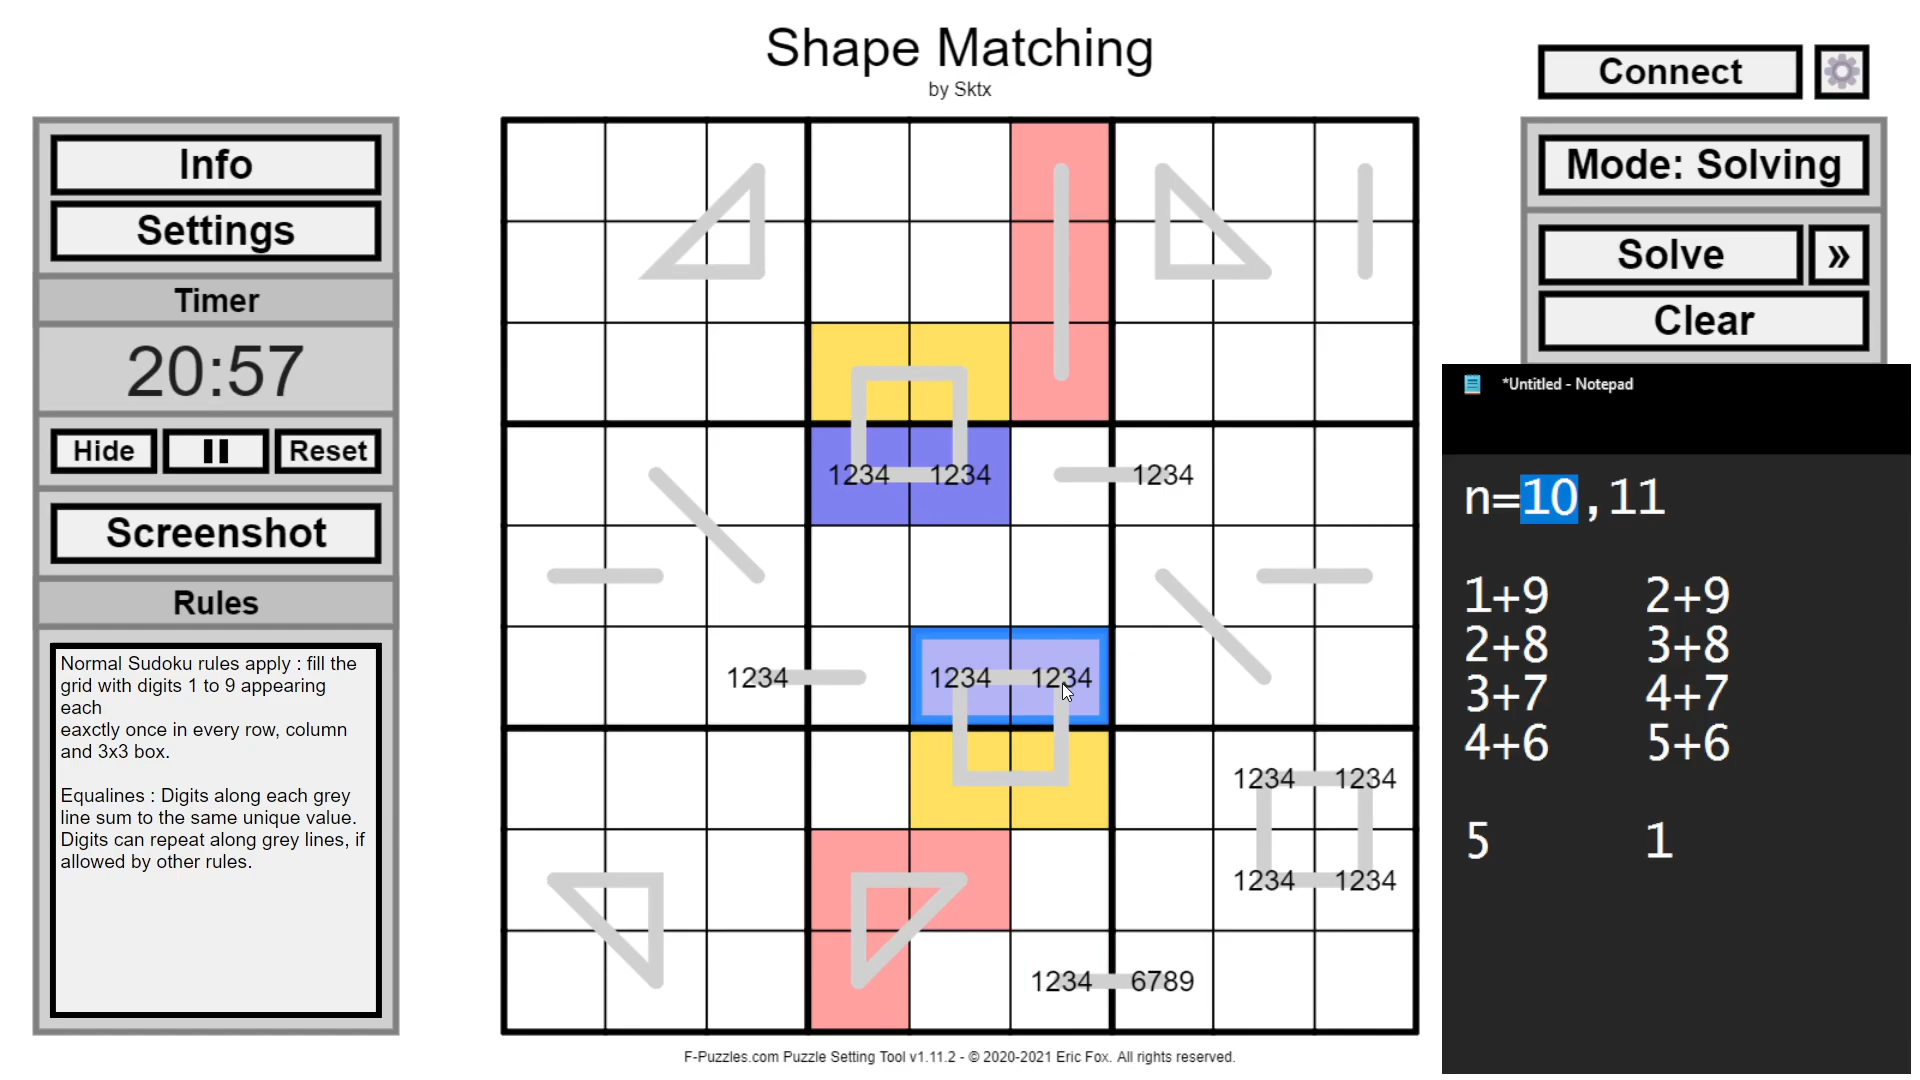 Shape Matching
by Sktx
Connect
Info
Settings
Timer
20:57
Hide
Reset
Screenshot
Rules
Normal Sudoku rules apply : fill the
grid with digits 1 to 9 appearing
each
eaxctly once in every row, column
and 3x3 box.
Equalines : Digits along each grey
line sum to the same unique value.
Digits can repeat along grey lines, if
allowed by other rules.
1234 1234 1234
1234 1234 1234
1234 1234
1234 1234
1234 6789
F-Puzzles.com Puzzle Setting Tool v1.11.2 - © 2020-2021 Eric Fox. All rights reserved.
Mode: Solving
Solve »
Clear
*Untitled - Notepad
n=10,11
1+9 2+9
2+8 3+8
3+7 4+7
4+6 5+6
5 1